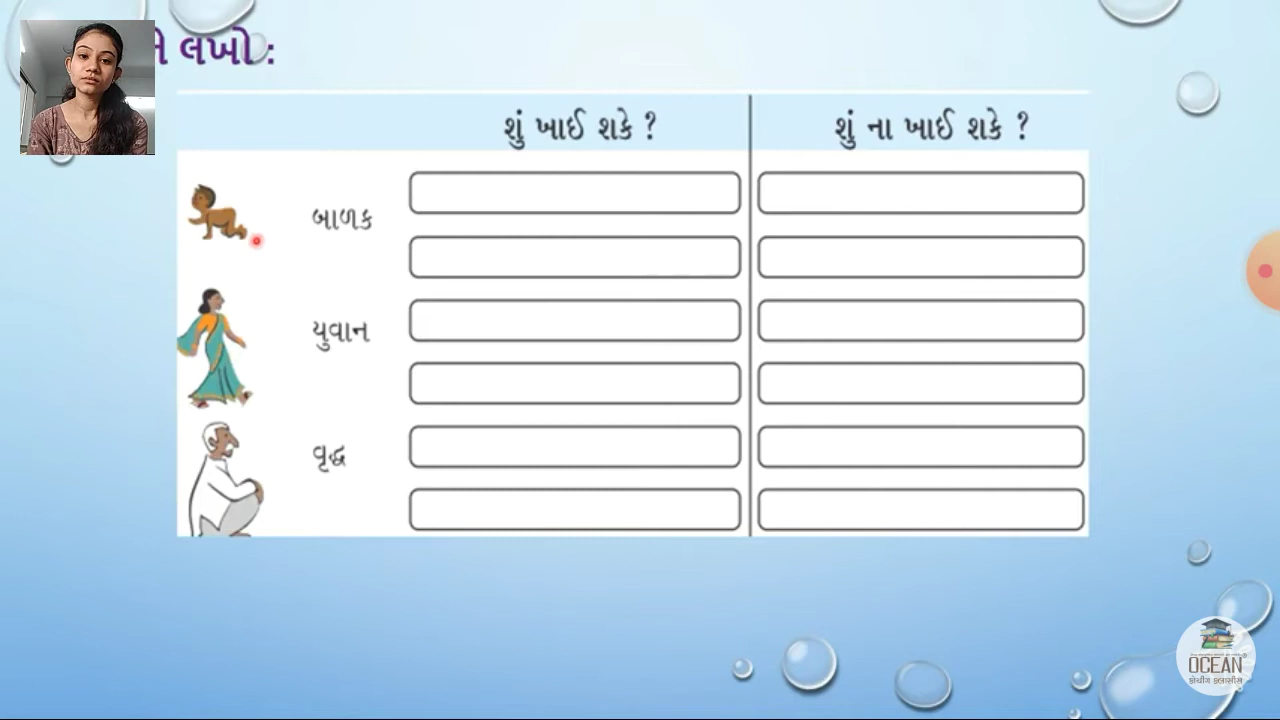 લખો :
શું ખાઈ શકે ? શું ના ખાઈ શકે ?
બાળક
યુવાન
વૃદ્ધ
OCEAN
કોચીંગ ક્લાસીસ